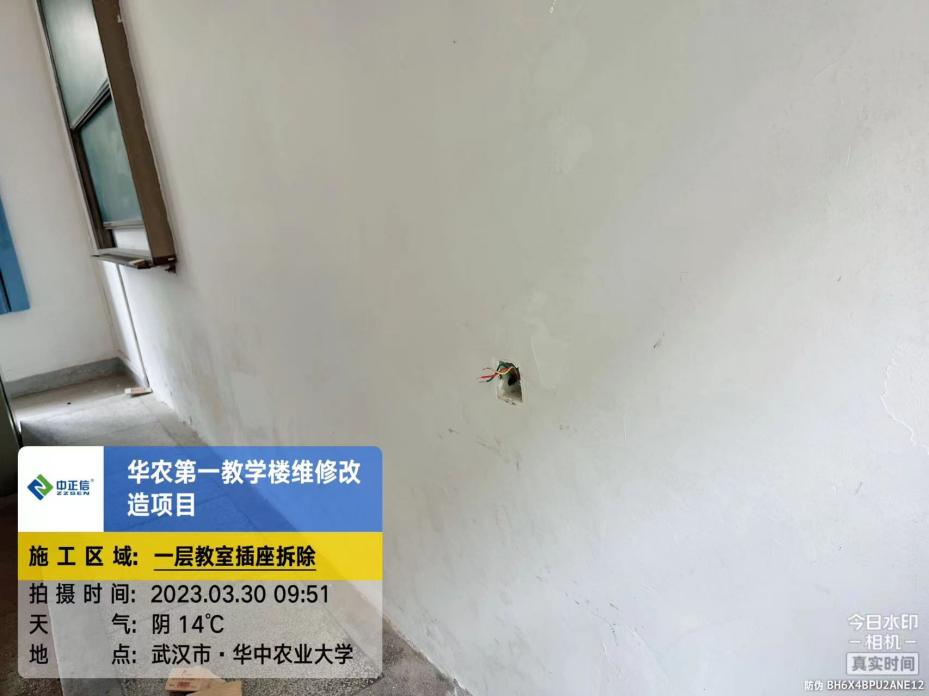 中正信®
ZZSEN
华农第一教学楼维修改
造项目
施工区域: 一层教室插座拆除
拍摄时间: 2023.03.30 09:51
天气: 阴 14℃
地点: 武汉市·华中农业大学
今日水印
相机
真实时间
防伪 BH6X4BPU2ANE12